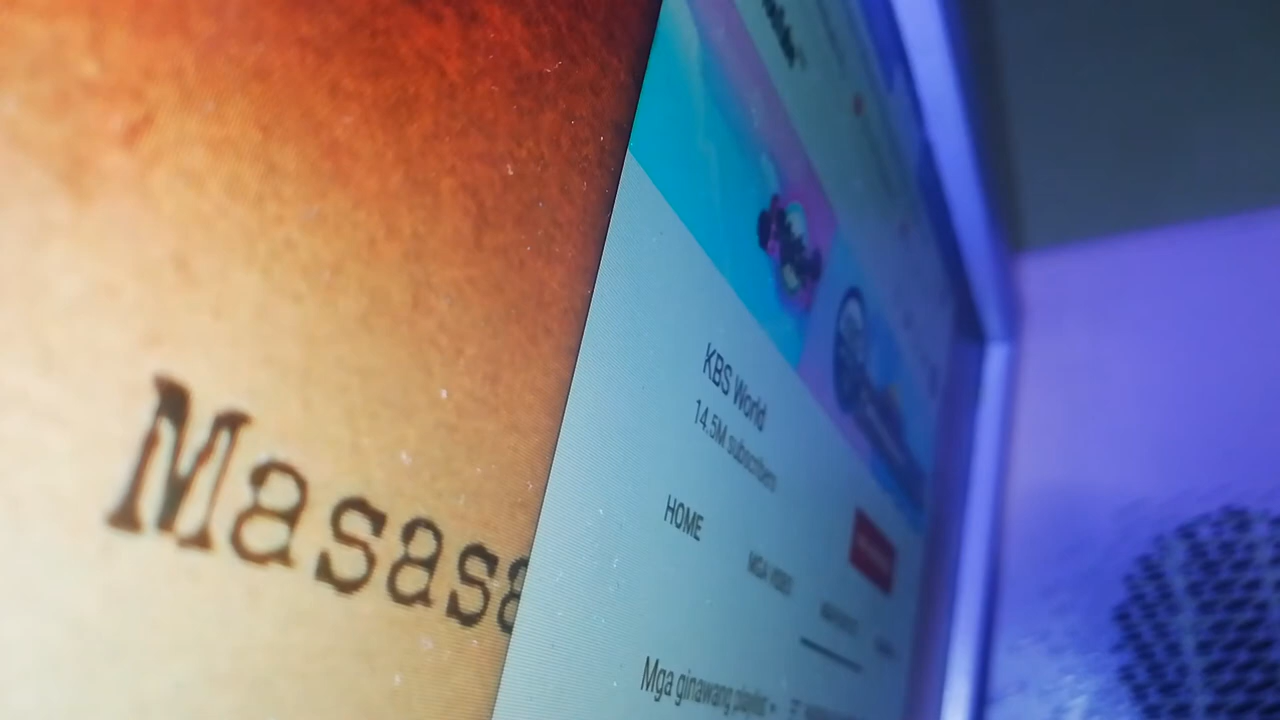 Masasa
KBS World
14.5M subscribers
HOME
MGA VIDEO
Mga ginawang playlist